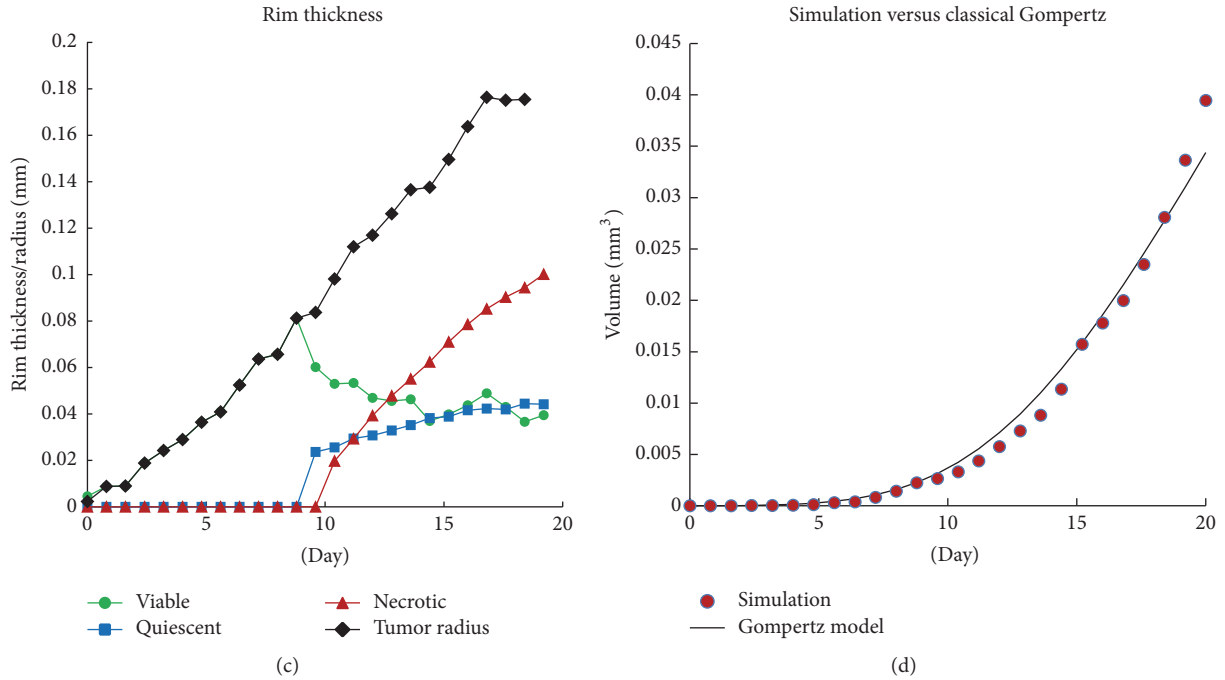 Rim thickness
0.2
0.18
0.16
0.14
0.12
0.1
0.08
0.06
0.04
0.02
0
Rim thickness/radius (mm)
0 5 10 15 20
(Day)
Viable
Quiescent
Necrotic
Tumor radius
(c)
Simulation versus classical Gompertz
0.045
0.04
0.035
0.03
0.025
0.02
0.015
0.01
0.005
0
Volume (mm³)
0 5 10 15 20
(Day)
Simulation
Gompertz model
(d)